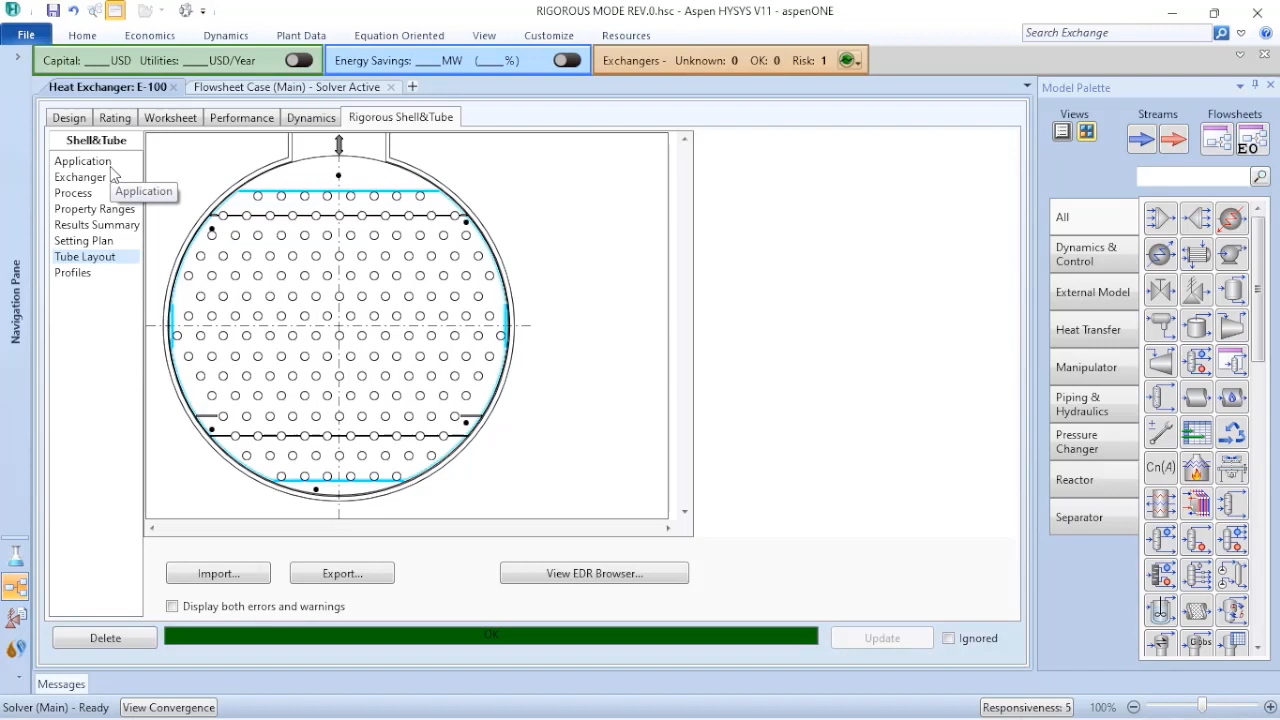 RIGOROUS MODE REV.0.hsc - Aspen HYSYS V11 - aspenONE
File Home Economics Dynamics Plant Data Equation Oriented View Customize Resources Search Exchange
Capital: ____USD Utilities: ____USD/Year Energy Savings: ____MW (____%) Exchangers - Unknown: 0 OK: 0 Risk: 1
Heat Exchanger: E-100 Flowsheet Case (Main) - Solver Active
Model Palette
Design Rating Worksheet Performance Dynamics Rigorous Shell&Tube
Views Streams Flowsheets
Shell&Tube
Application
Exchanger
Application
Process
Property Ranges
Results Summary
Setting Plan
Tube Layout
Profiles
EO
All
Dynamics & Control
External Model
Heat Transfer
Manipulator
Piping & Hydraulics
Pressure Changer
Reactor
Separator
Cn(A)
Navigation Pane
Import... Export... View EDR Browser...
Display both errors and warnings
Delete OK Update Ignored
Messages
Solver (Main) - Ready View Convergence Responsiveness: 5 100%